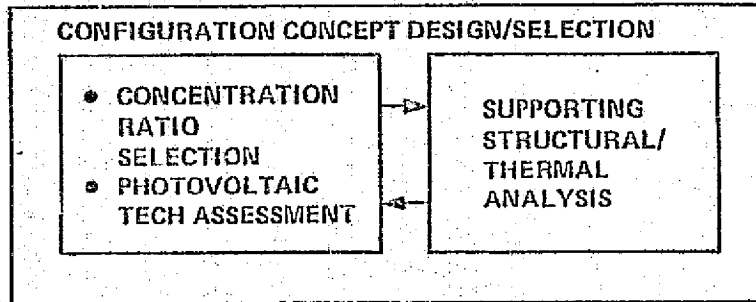 CONFIGURATION CONCEPT DESIGN/SELECTION
• CONCENTRATION
RATIO
SELECTION
• PHOTOVOLTAIC
TECH ASSESSMENT
SUPPORTING
STRUCTURAL/
THERMAL
ANALYSIS